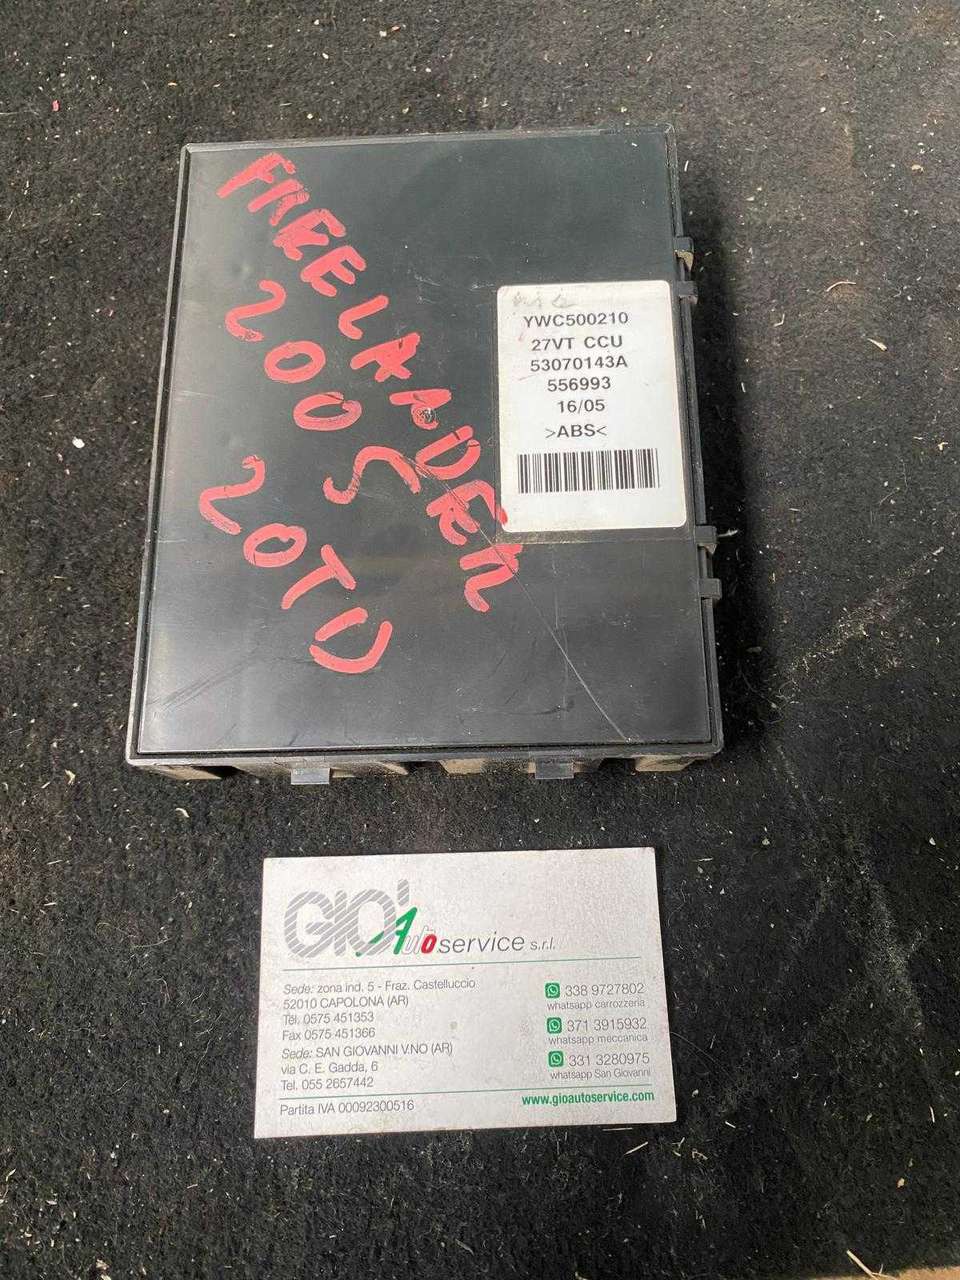 FREELANDER
2005
20TD
YWC500210
27VT CCU
53070143A
556993
16/05
>ABS<
GIO' Autoservice s.r.l.
Sede: zona ind. 5 - Fraz. Castelluccio
52010 CAPOLONA (AR)
Tel. 0575 451353
Fax 0575 451366
Sede: SAN GIOVANNI V.NO (AR)
via C. E. Gadda, 6
Tel. 055 2657442
Partita IVA 00092300516
338 9727802
whatsapp carrozzeria
371 3915932
whatsapp meccanica
331 3280975
whatsapp San Giovanni
www.gioautoservice.com